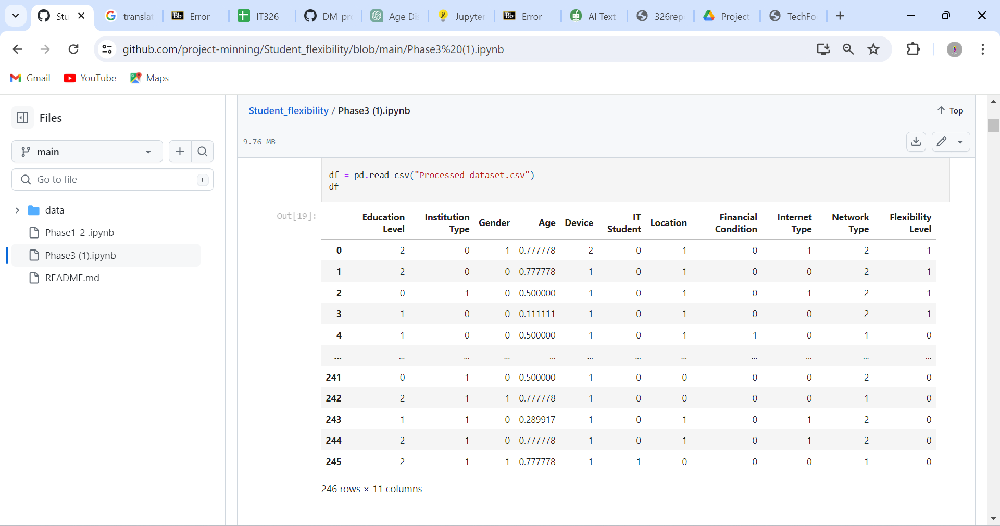 Stu
translat
Error –
IT326 -
DM_pr
Age Di
Jupyter
Error –
AI Text
326rep
Project
TechFo
github.com/project-minning/Student_flexibility/blob/main/Phase3%20(1).ipynb
Gmail YouTube Maps
Files
main
Go to file t
data
Phase1-2 .ipynb
Phase3 (1).ipynb
README.md
Student_flexibility / Phase3 (1).ipynb Top
9.76 MB
df = pd.read_csv("Processed_dataset.csv")
df
Out[19]:
Education Level Institution Type Gender Age Device IT Student Location Financial Condition Internet Type Network Type Flexibility Level
0 2 0 1 0.777778 2 0 1 0 1 2 1
1 2 0 0 0.777778 1 0 1 0 0 2 1
2 0 1 0 0.500000 1 0 1 0 1 2 1
3 1 0 0 0.111111 1 0 1 0 0 2 1
4 1 0 0 0.500000 1 0 1 1 0 1 0
... ... ... ... ... ... ... ... ... ... ... ...
241 0 1 0 0.500000 1 0 0 0 0 2 0
242 2 1 1 0.777778 1 0 0 0 0 1 0
243 1 1 0 0.289917 1 0 1 0 1 2 0
244 2 1 0 0.777778 1 0 1 0 1 2 0
245 2 1 1 0.777778 1 1 0 0 0 1 0
246 rows × 11 columns